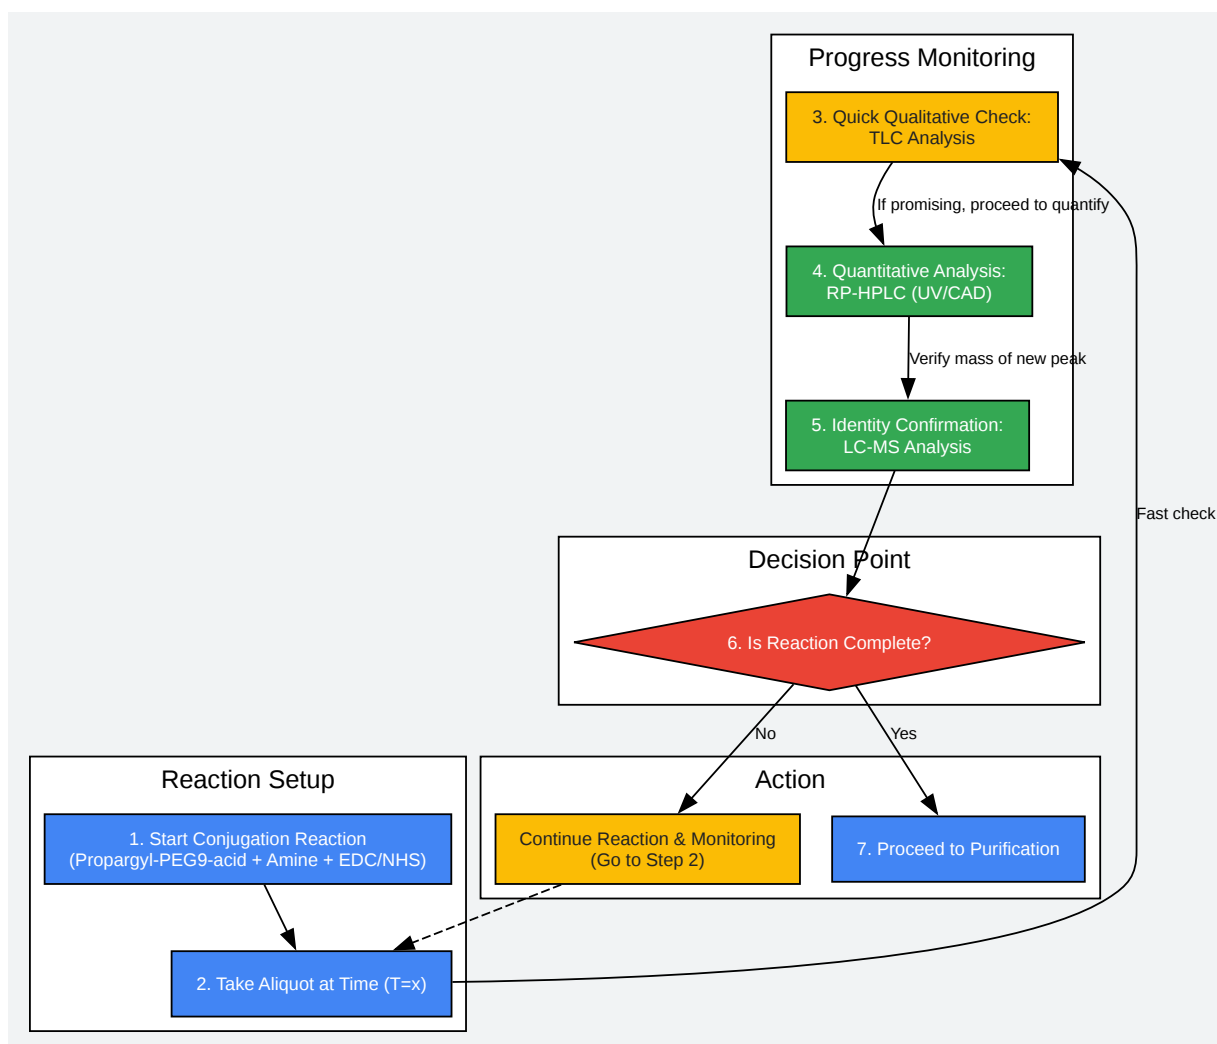 Progress Monitoring
3. Quick Qualitative Check:
TLC Analysis
If promising, proceed to quantify
4. Quantitative Analysis:
RP-HPLC (UV/CAD)
Verify mass of new peak
5. Identity Confirmation:
LC-MS Analysis
Fast check
Decision Point
6. Is Reaction Complete?
No
Yes
Reaction Setup
1. Start Conjugation Reaction
(Propargyl-PEG9-acid + Amine + EDC/NHS)
2. Take Aliquot at Time (T=x)
Action
Continue Reaction & Monitoring
(Go to Step 2)
7. Proceed to Purification